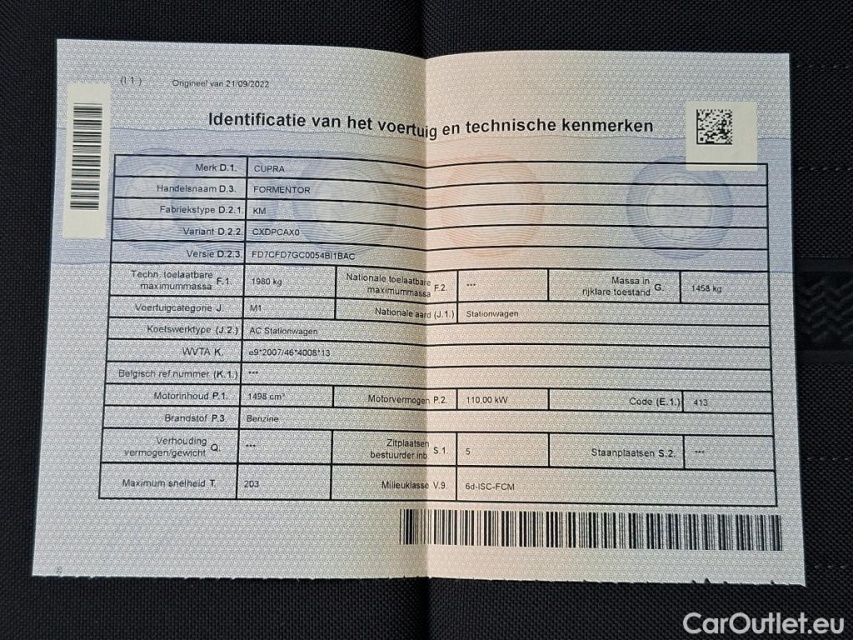 (I 1) Origineel van 21/09/2022
Identificatie van het voertuig en technische kenmerken
Merk D.1. CUPRA
Handelsnaam D.3. FORMENTOR
Fabriekstype D.2.1. KM
Variant D.2.2. CXDPCAX0
Versie D.2.3. FD7CFD7GC0054BI1BAC
Techn. toelaatbare maximummassa F.1. 1980 kg Nationale toelaatbare maximummassa F.2. *** Massa in rijklare toestand G. 1458 kg
Voertuigcategorie J. M1 Nationale aard (J.1.) Stationwagen
Koetswerktype (J.2.) AC Stationwagen
WVTA K. e9*2007/46*4008*13
Belgisch ref.nummer (K.1.) ***
Motorinhoud P.1. 1498 cm³ Motorvermogen P.2. 110.00 kW Code (E.1.) 413
Brandstof P.3 Benzine
Verhouding vermogen/gewicht Q. *** Zitplaatsen bestuurder inb. S.1. 5 Staanplaatsen S.2. ***
Maximum snelheid T. 203 Milieuklasse V.9. 6d-ISC-FCM
CarOutlet.eu